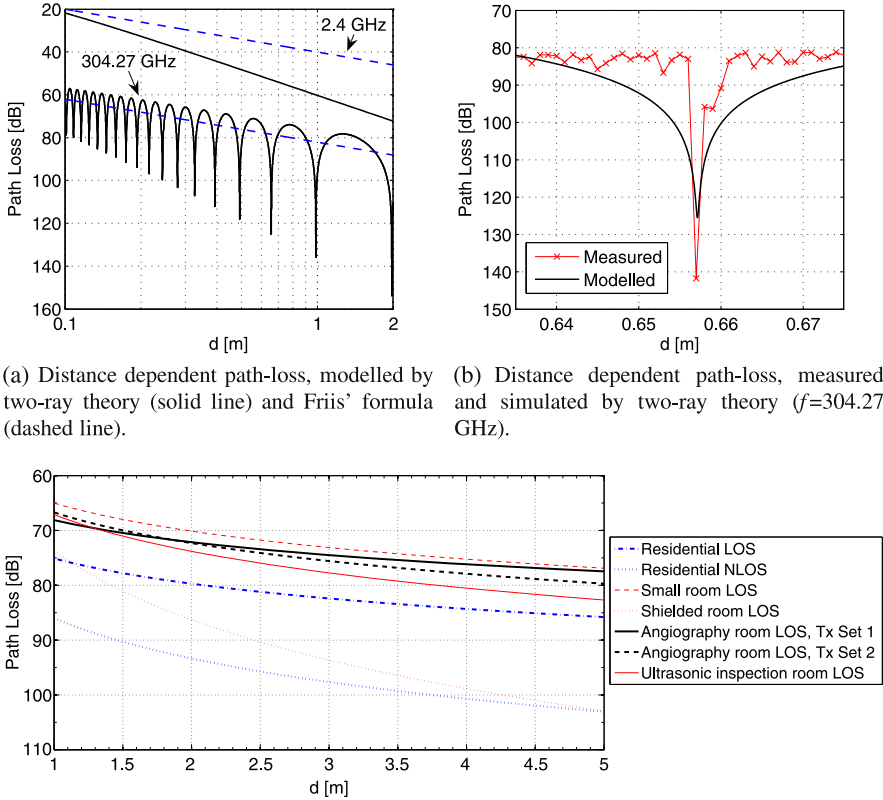 20
40
60
80
100
120
140
160
0.1
1
2
Path Loss [dB]
d [m]
2.4 GHz
304.27 GHz
70
80
90
100
110
120
130
140
150
0.64
0.65
0.66
0.67
Path Loss [dB]
d [m]
Measured
Modelled
(a) Distance dependent path-loss, modelled by
two-ray theory (solid line) and Friis' formula
(dashed line).
(b) Distance dependent path-loss, measured
and simulated by two-ray theory (f=304.27
GHz).
60
70
80
90
100
110
1
1.5
2
2.5
3
3.5
4
4.5
5
Path Loss [dB]
d [m]
Residential LOS
Residential NLOS
Small room LOS
Shielded room LOS
Angiography room LOS, Tx Set 1
Angiography room LOS, Tx Set 2
Ultrasonic inspection room LOS